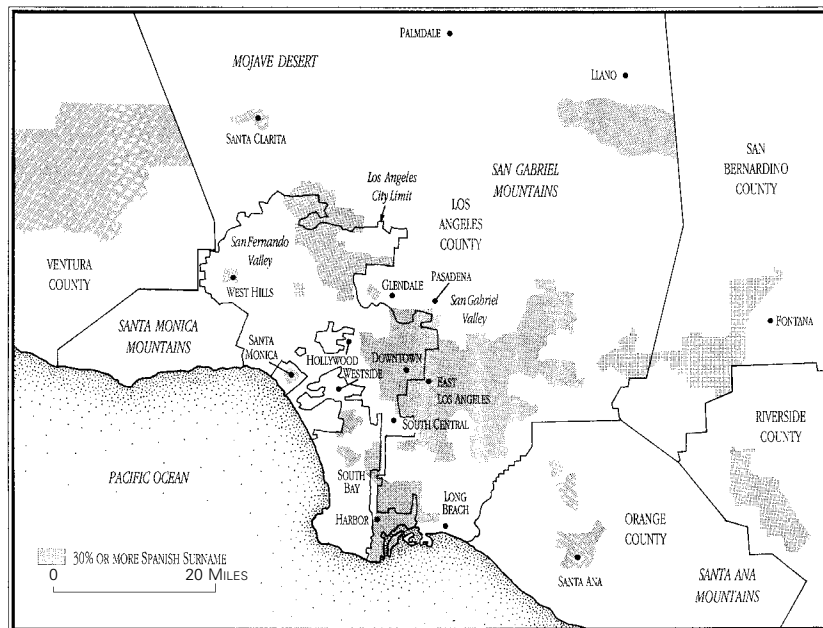 PALMDALE
MOJAVE DESERT
LLANO
SANTA CLARITA
SAN
BERNARDINO
COUNTY
SAN GABRIEL
MOUNTAINS
Los Angeles
City Limit
LOS
ANGELES
COUNTY
San Fernando
Valley
VENTURA
COUNTY
WEST HILLS
GLENDALE
PASADENA
San Gabriel
Valley
FONTANA
SANTA MONICA
MOUNTAINS
SANTA
MONICA
HOLLYWOOD
WESTSIDE
DOWNTOWN
EAST
LOS ANGELES
SOUTH CENTRAL
RIVERSIDE
COUNTY
PACIFIC OCEAN
SOUTH
BAY
HARBOR
LONG
BEACH
ORANGE
COUNTY
SANTA ANA
SANTA ANA
MOUNTAINS
30% OR MORE SPANISH SURNAME
0 20 MILES